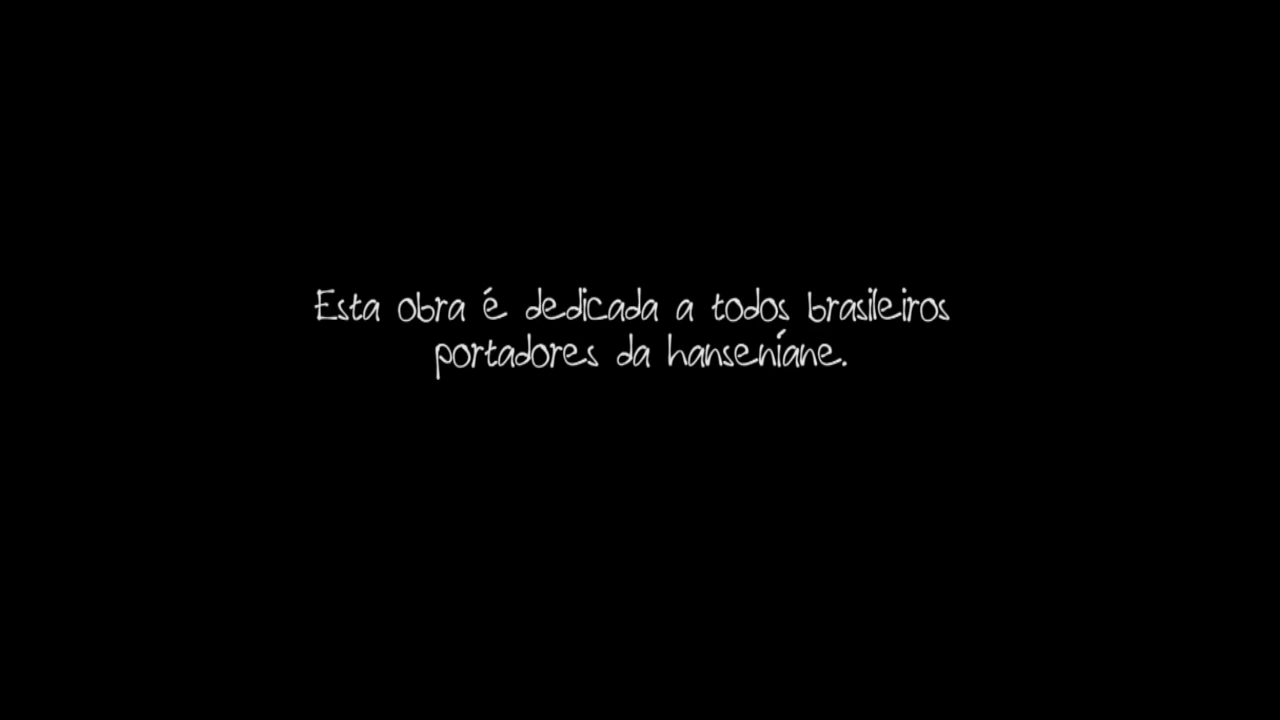 Esta obra é dedicada a todos brasileiros
portadores da hanseníane.